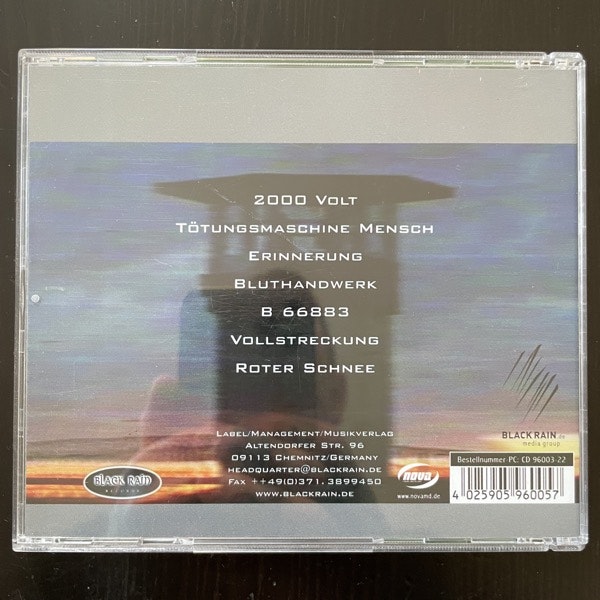 2000 Volt
Tötungsmaschine Mensch
Erinnerung
Bluthandwerk
B 66883
Vollstreckung
Roter Schnee
Label/Management/Musikverlag
Altendorfer Str. 96
09113 Chemnitz/Germany
headquarter@blackrain.de
Fax ++49(0)371.3899450
www.blackrain.de
BLACK RAIN
RECORDS
nova
www.novamd.de
BLACKRAIN.de
media group
Bestellnummer PC: CD 96003-22
4 025905 960057